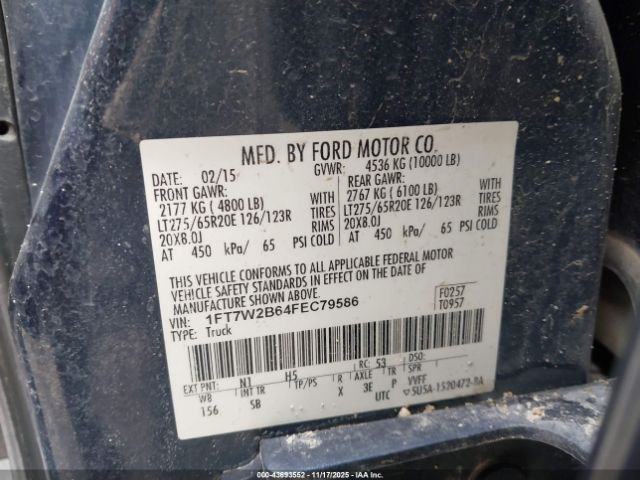 MFD. BY FORD MOTOR CO.
DATE: 02/15 GVWR: 4536 KG (10000 LB)
FRONT GAWR: REAR GAWR:
2177 KG ( 4800 LB) WITH 2767 KG ( 6100 LB) WITH
LT275/65R20E 126/123R TIRES LT275/65R20E 126/123R TIRES
20X8.0J RIMS 20X8.0J RIMS
AT 450 kPa/ 65 PSI COLD AT 450 kPa/ 65 PSI COLD
THIS VEHICLE CONFORMS TO ALL APPLICABLE FEDERAL MOTOR
VEHICLE SAFETY STANDARDS IN EFFECT ON THE DATE OF
MANUFACTURE SHOWN ABOVE.
VIN: 1FT7W2B64FEC79586 F0257
TYPE: Truck T0957
EXT PNT: N1 H5 RC: 53 DSO:
WB INT TR TP/PS R AXLE TR SPR
156 SB X 3E P VVFF
UTC 5U5A-1520472-BA
000-43693552 - 11/17/2025 - IAAI.COM